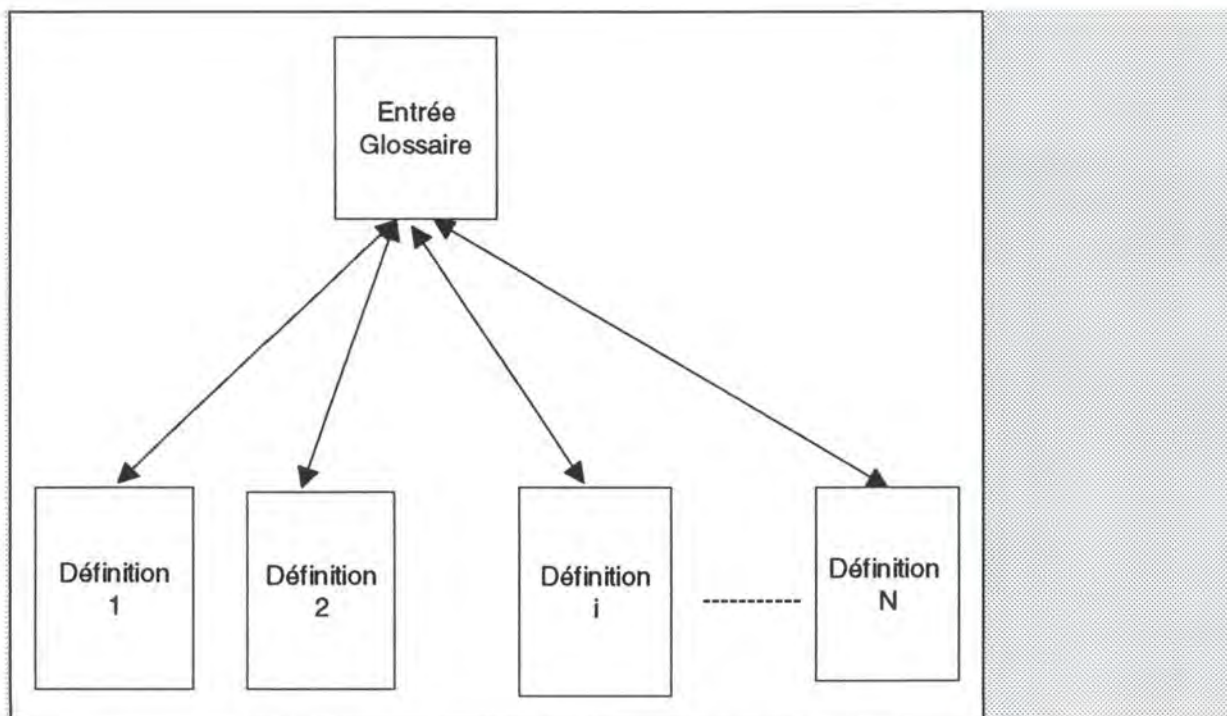 Entrée
Glossaire
Définition
1
Définition
2
Définition
i
Définition
N